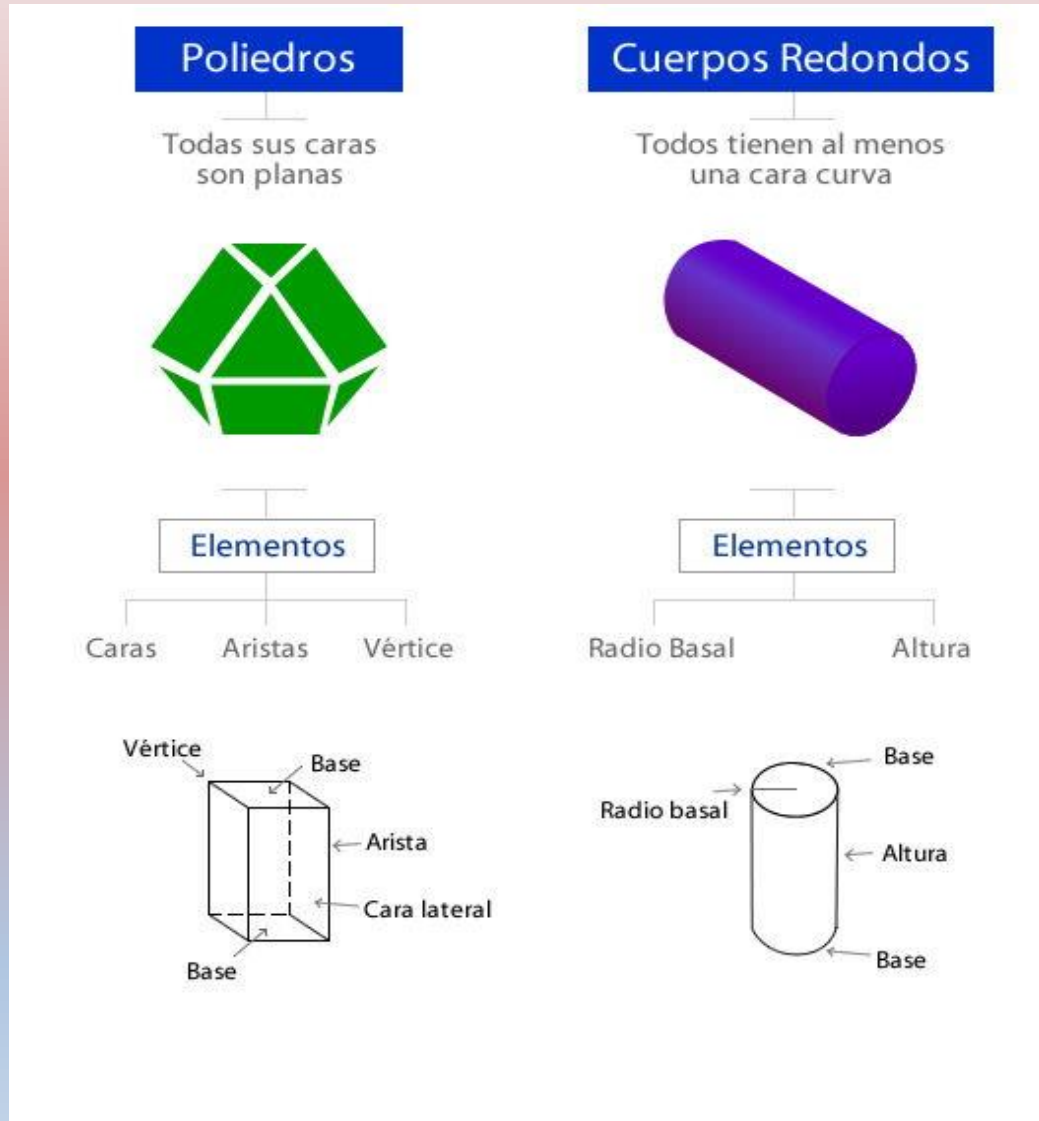 Poliedros
Todas sus caras
son planas
Elementos
Caras
Aristas
Vértice
Vértice
Base
Arista
Cara lateral
Base
Cuerpos Redondos
Todos tienen al menos
una cara curva
Elementos
Radio Basal
Altura
Base
Radio basal
Altura
Base